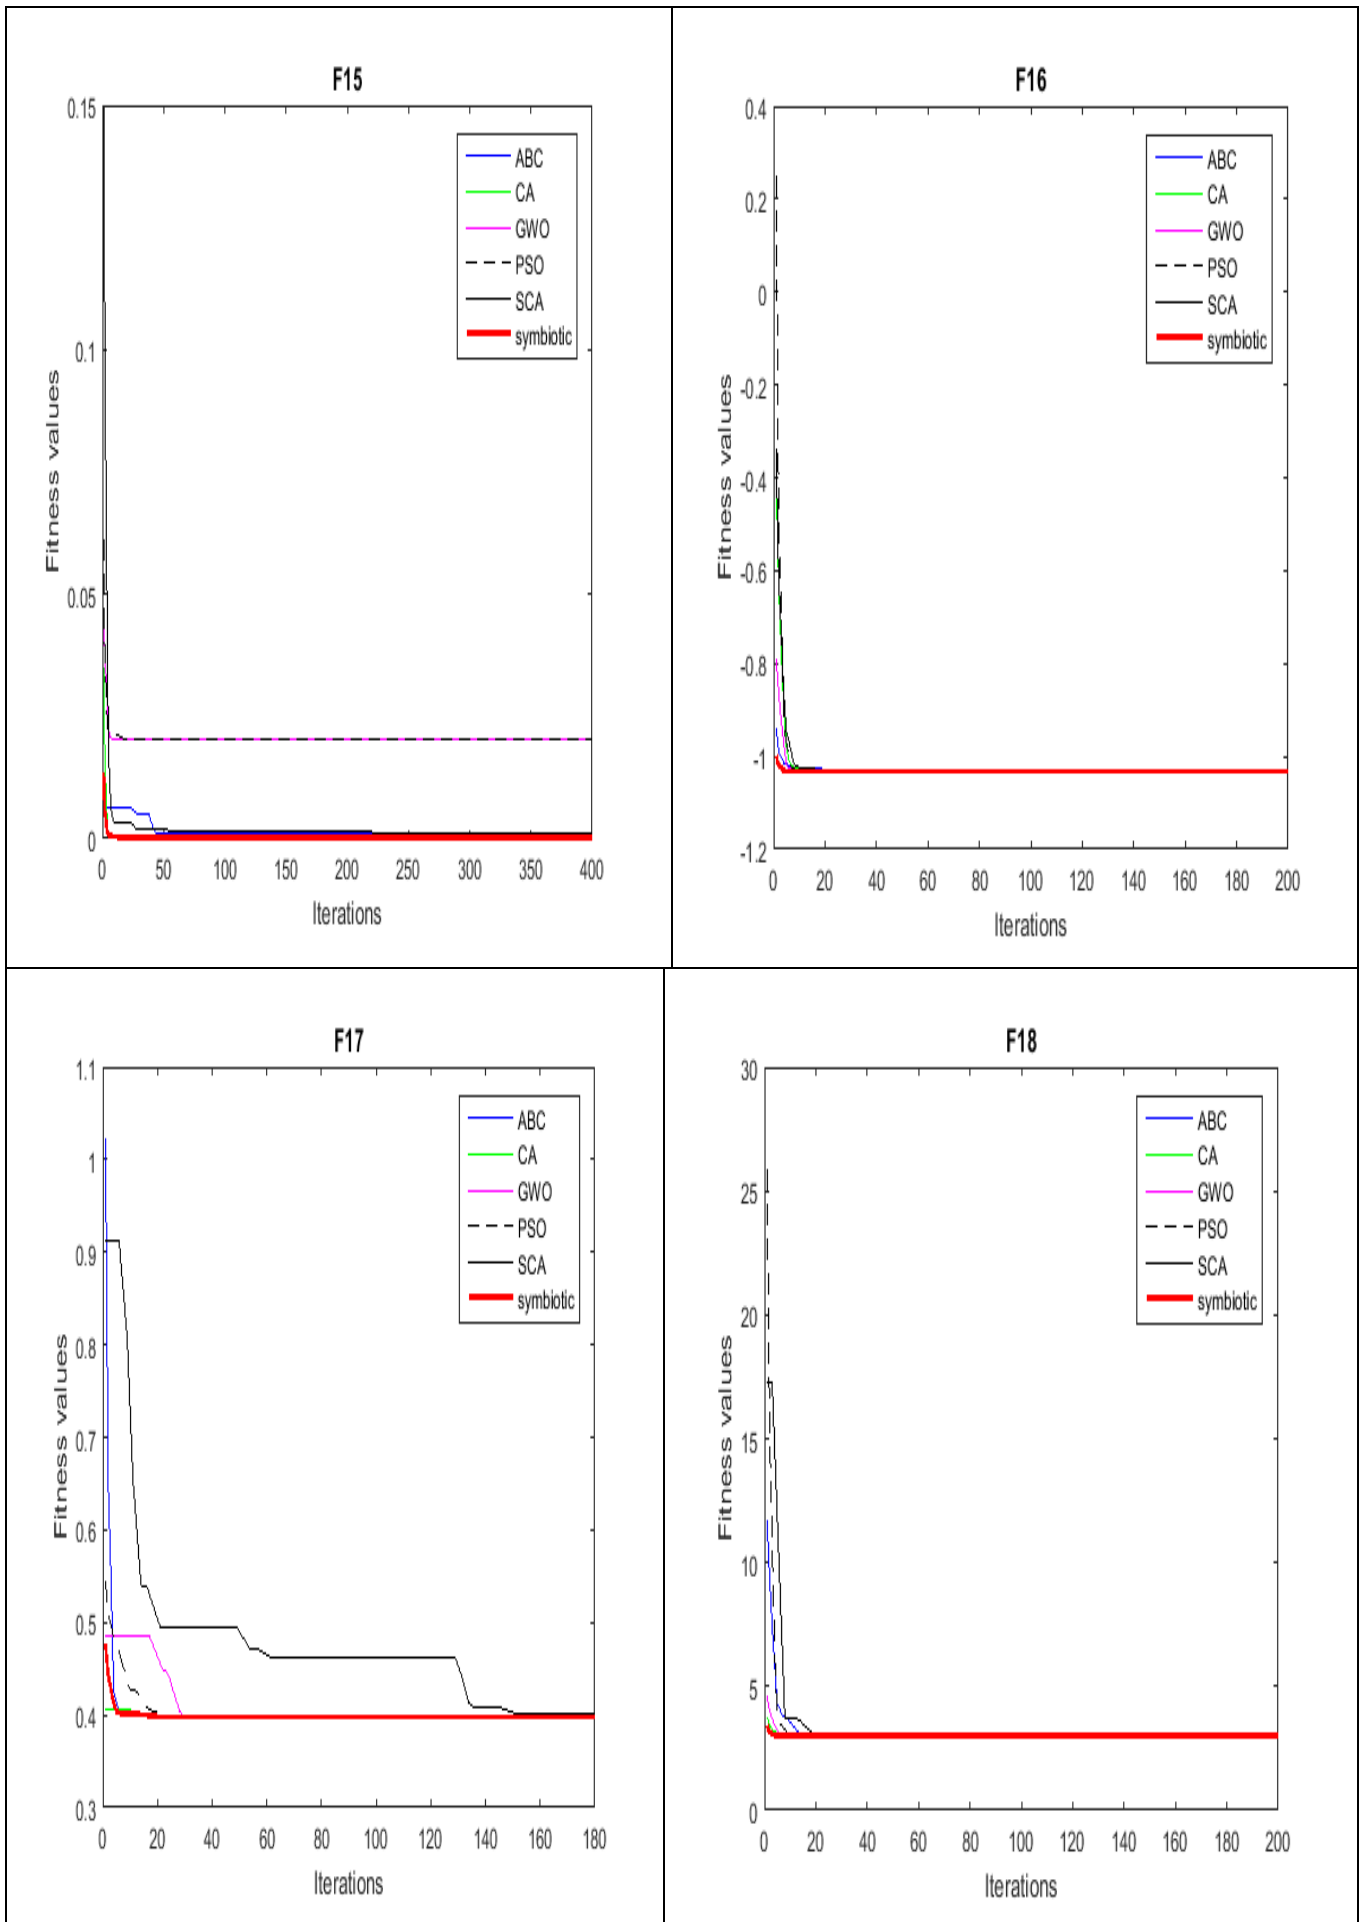 F15
0.15
0.1
0.05
0
Fitness values
0 50 100 150 200 250 300 350 400
Iterations
ABC
CA
GWO
PSO
SCA
symbiotic
F16
0.4
0.2
0
-0.2
-0.4
-0.6
-0.8
-1
-1.2
Fitness values
0 20 40 60 80 100 120 140 160 180 200
Iterations
ABC
CA
GWO
PSO
SCA
symbiotic
F17
1.1
1
0.9
0.8
0.7
0.6
0.5
0.4
0.3
Fitness values
0 20 40 60 80 100 120 140 160 180
Iterations
ABC
CA
GWO
PSO
SCA
symbiotic
F18
30
25
20
15
10
5
0
Fitness values
0 20 40 60 80 100 120 140 160 180 200
Iterations
ABC
CA
GWO
PSO
SCA
symbiotic